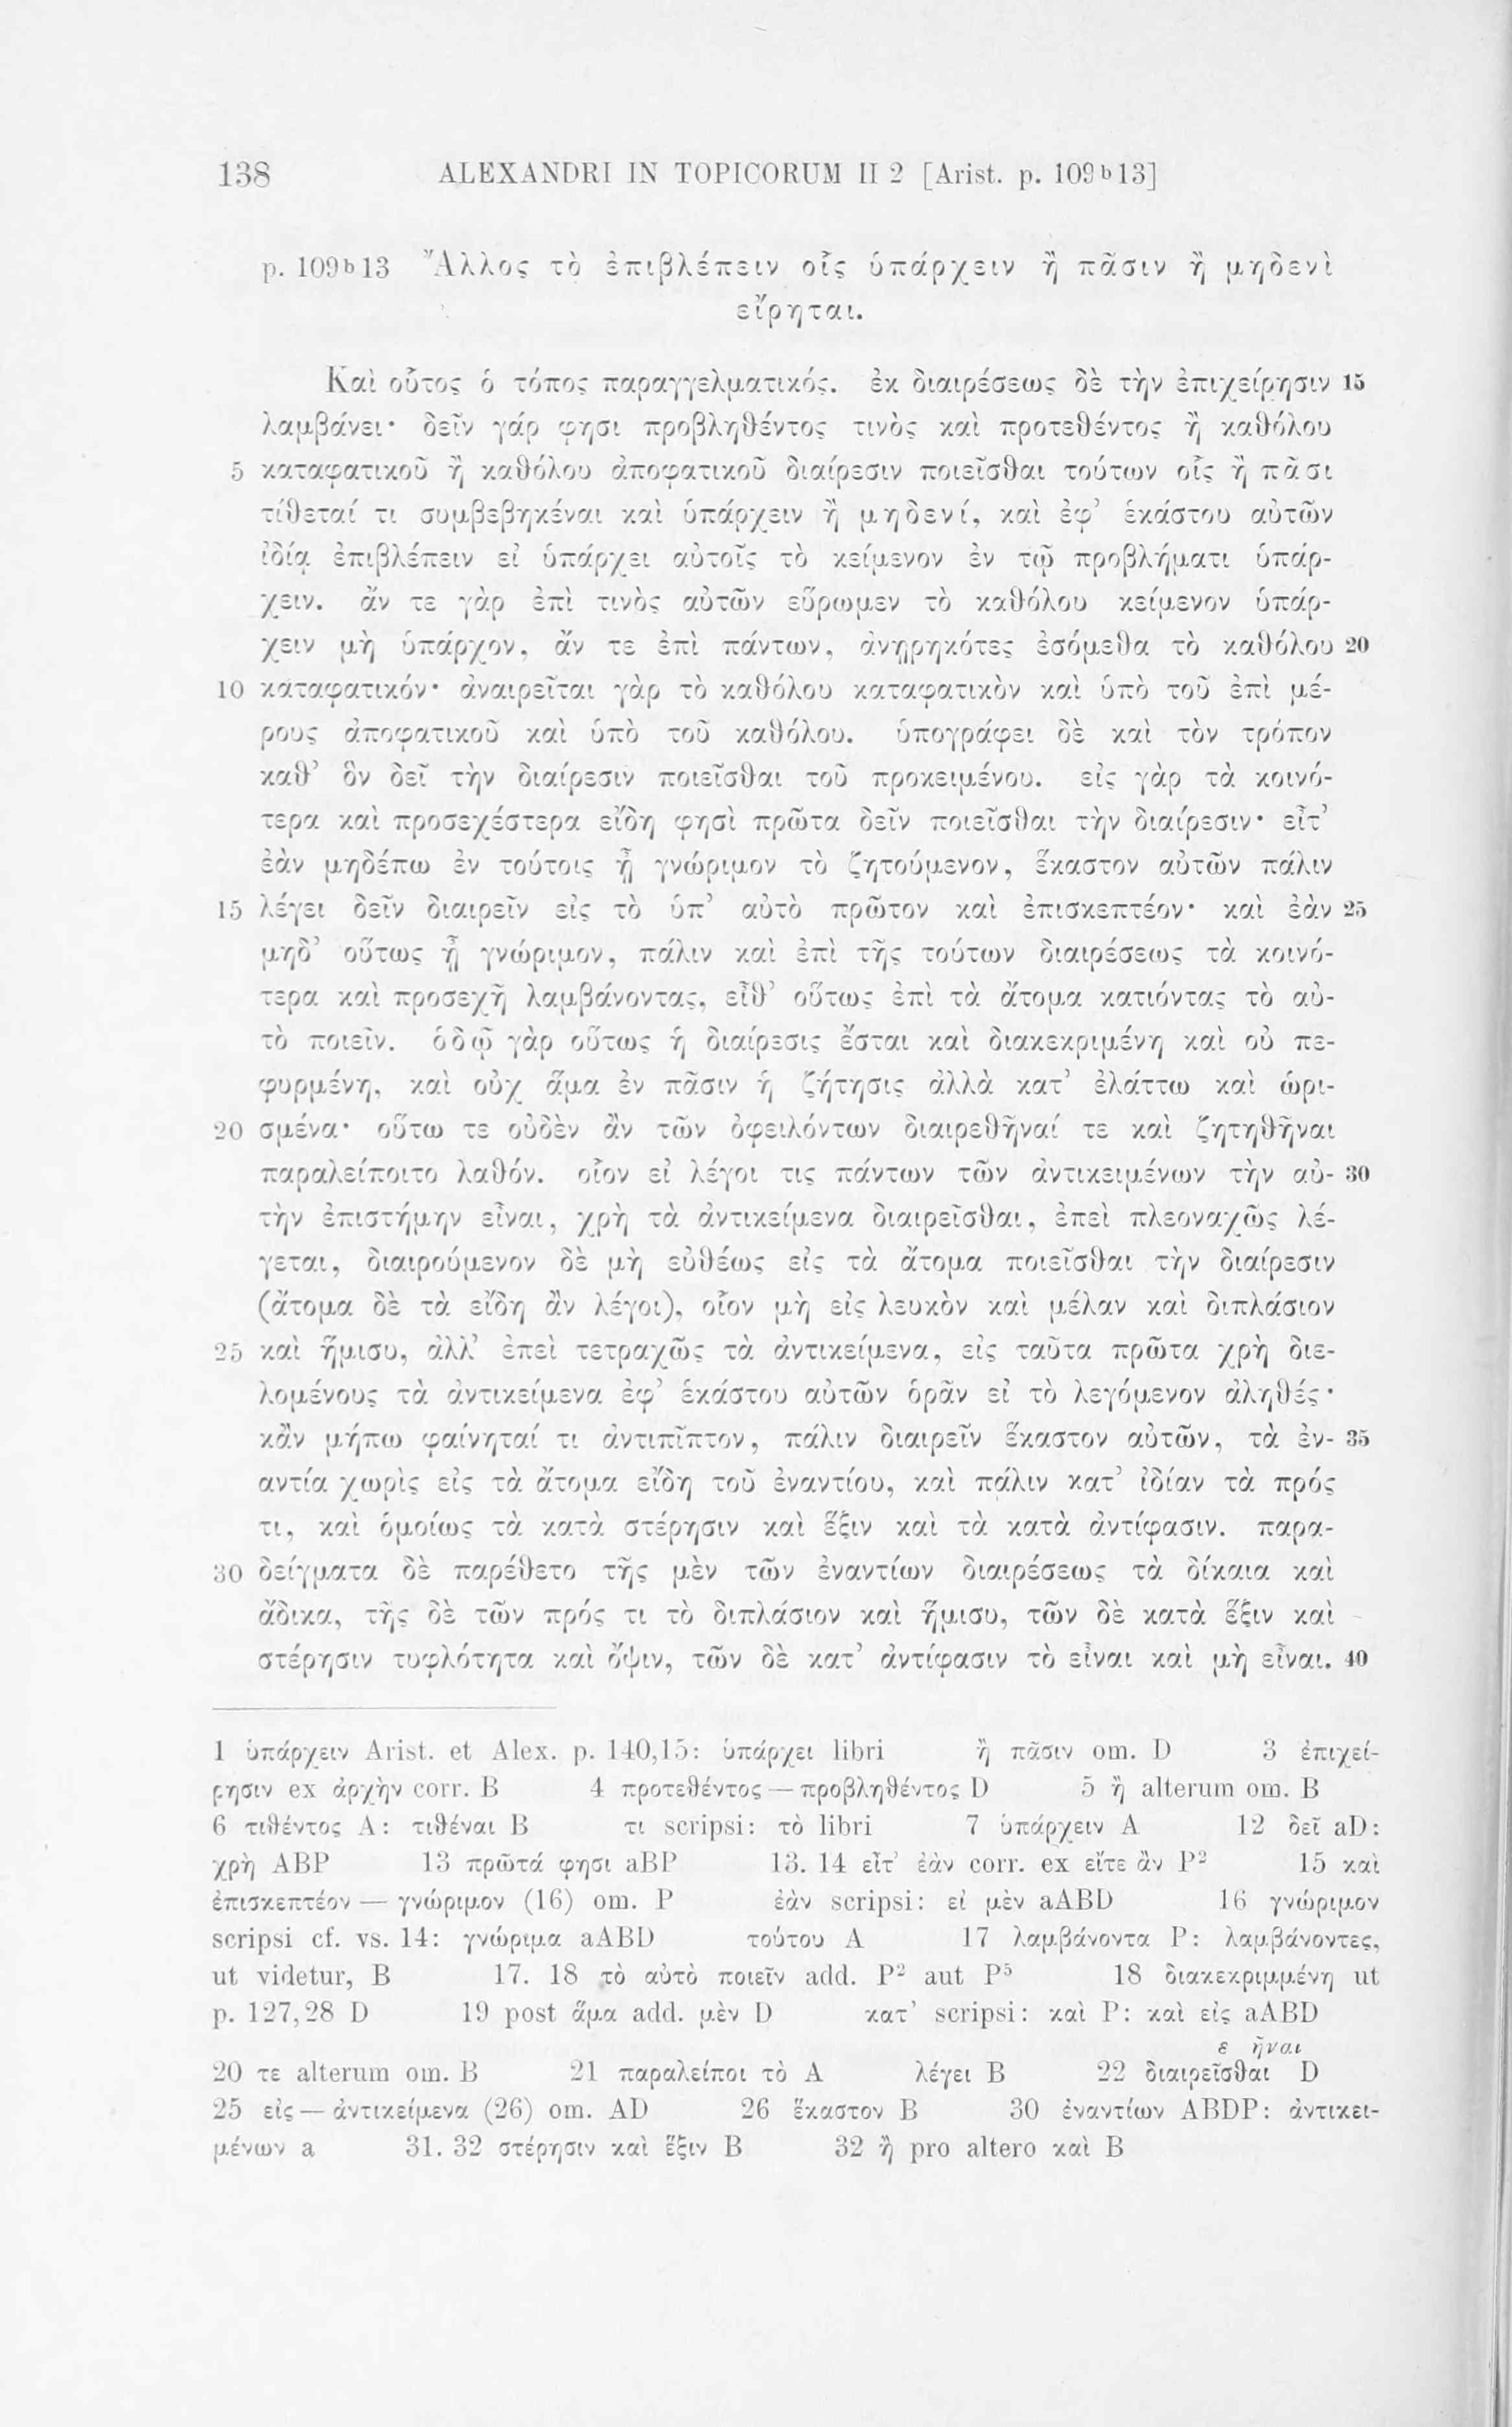 138 ALEXANDRI IN TOPICORUM II 2 [Arist. p. 109b13]
p. 109b13 Ἄλλος τὸ ἐπιβλέπειν οἷς ὑπάρχειν ἢ πᾶσιν ἢ μηδενὶ
εἴρηται.
Καὶ οὗτος ὁ τόπος παραγγελματικός. ἐκ διαιρέσεως δὲ τὴν ἐπιχείρησιν 15
λαμβάνει· δεῖν γάρ φησι προβληθέντος τινὸς καὶ προτεθέντος ἢ καθόλου
5 καταφατικοῦ ἢ καθόλου ἀποφατικοῦ διαίρεσιν ποιεῖσθαι τούτων οἷς ἢ πᾶσι
τίθεταί τι συμβεβηκέναι καὶ ὑπάρχειν ἢ μηδενί, καὶ ἐφ’ ἑκάστου αὐτῶν
ἰδίᾳ ἐπιβλέπειν εἰ ὑπάρχει αὐτοῖς τὸ κείμενον ἐν τῷ προβλήματι ὑπάρ-
χειν. ἄν τε γὰρ ἐπὶ τινὸς αὐτῶν εὕρωμεν τὸ καθόλου κείμενον ὑπάρ-
χειν μὴ ὑπάρχον, ἄν τε ἐπὶ πάντων, ἀνῃρηκότες ἐσόμεθα τὸ καθόλου 20
10 καταφατικόν· ἀναιρεῖται γὰρ τὸ καθόλου καταφατικὸν καὶ ὑπὸ τοῦ ἐπὶ μέ-
ρους ἀποφατικοῦ καὶ ὑπὸ τοῦ καθόλου. ὑπογράφει δὲ καὶ τὸν τρόπον
καθ’ ὃν δεῖ τὴν διαίρεσιν ποιεῖσθαι τοῦ προκειμένου. εἰς γὰρ τὰ κοινό-
τερα καὶ προσεχέστερα εἴδη φησὶ πρῶτα δεῖν ποιεῖσθαι τὴν διαίρεσιν· εἶτ’
ἐὰν μηδέπω ἐν τούτοις ᾖ γνώριμον τὸ ζητούμενον, ἕκαστον αὐτῶν πάλιν
15 λέγει δεῖν διαιρεῖν εἰς τὸ ὑπ’ αὐτὸ πρῶτον καὶ ἐπισκεπτέον· καὶ ἐὰν 25
μηδ’ οὕτως ᾖ γνώριμον, πάλιν καὶ ἐπὶ τῆς τούτων διαιρέσεως τὰ κοινό-
τερα καὶ προσεχῆ λαμβάνοντας, εἶθ’ οὕτως ἐπὶ τὰ ἄτομα κατιόντας τὸ αὐ-
τὸ ποιεῖν. ὁδῷ γὰρ οὕτως ἡ διαίρεσις ἔσται καὶ διακεκριμένη καὶ οὐ πε-
φυρμένη, καὶ οὐχ ἅμα ἐν πᾶσιν ἡ ζήτησις ἀλλὰ κατ’ ἐλάττω καὶ ὡρι-
20 σμένα· οὕτω τε οὐδὲν ἂν τῶν ὀφειλόντων διαιρεθῆναί τε καὶ ζητηθῆναι
παραλείποιτο λαθόν. οἷον εἰ λέγοι τις πάντων τῶν ἀντικειμένων τὴν αὐ- 30
τὴν ἐπιστήμην εἶναι, χρὴ τὰ ἀντικείμενα διαιρεῖσθαι, ἐπεὶ πλεοναχῶς λέ-
γεται, διαιρούμενον δὲ μὴ εὐθέως εἰς τὰ ἄτομα ποιεῖσθαι τὴν διαίρεσιν
(ἄτομα δὲ τὰ εἴδη ἂν λέγοι), οἷον μὴ εἰς λευκὸν καὶ μέλαν καὶ διπλάσιον
25 καὶ ἥμισυ, ἀλλ’ ἐπεὶ τετραχῶς τὰ ἀντικείμενα, εἰς ταῦτα πρῶτα χρὴ διε-
λομένους τὰ ἀντικείμενα ἐφ’ ἑκάστου αὐτῶν ὁρᾶν εἰ τὸ λεγόμενον ἀληθές·
κἂν μήπω φαίνηταί τι ἀντιπῖπτον, πάλιν διαιρεῖν ἕκαστον αὐτῶν, τὰ ἐν- 35
αντία χωρὶς εἰς τὰ ἄτομα εἴδη τοῦ ἐναντίου, καὶ πάλιν κατ’ ἰδίαν τὰ πρός
τι, καὶ ὁμοίως τὰ κατὰ στέρησιν καὶ ἕξιν καὶ τὰ κατὰ ἀντίφασιν. παρα-
30 δείγματα δὲ παρέθετο τῆς μὲν τῶν ἐναντίων διαιρέσεως τὰ δίκαια καὶ
ἄδικα, τῆς δὲ τῶν πρός τι τὸ διπλάσιον καὶ ἥμισυ, τῶν δὲ κατὰ ἕξιν καὶ
στέρησιν τυφλότητα καὶ ὄψιν, τῶν δὲ κατ’ ἀντίφασιν τὸ εἶναι καὶ μὴ εἶναι. 40
1 ὑπάρχειν Arist. et Alex. p. 140,15: ὑπάρχει libri ἢ πᾶσιν om. D 3 ἐπιχεί-
ρησιν ex ἀρχὴν corr. B 4 προτεθέντος — προβληθέντος D 5 ἢ alterum om. B
6 τιθέντος A: τιθέναι B τι scripsi: τὸ libri 7 ὑπάρχειν A 12 δεῖ aD:
χρὴ ABP 13 πρῶτά φησι aBP 13. 14 εἶτ’ ἐὰν corr. ex εἴτε ἂν P2 15 καὶ
ἐπισκεπτέον — γνώριμον (16) om. P ἐὰν scripsi: εἰ μὲν aABD 16 γνώριμον
scripsi cf. vs. 14: γνώριμα aABD τούτου A 17 λαμβάνοντα P: λαμβάνοντες,
ut videtur, B 17. 18 τὸ αὐτὸ ποιεῖν add. P2 aut P3 18 διακεκριμμένη ut
p. 127,28 D 19 post ἅμα add. μὲν D κατ’ scripsi: καὶ P: καὶ εἰς aABD
ε ῆναι
20 τε alterum om. B 21 παραλείποι τὸ A λέγει B 22 διαιρεῖσθαι D
25 εἰς — ἀντικείμενα (26) om. AD 26 ἕκαστον B 30 ἐναντίων ABDP: ἀντικει-
μένων a 31. 32 στέρησιν καὶ ἕξιν B 32 ἢ pro altero καὶ B